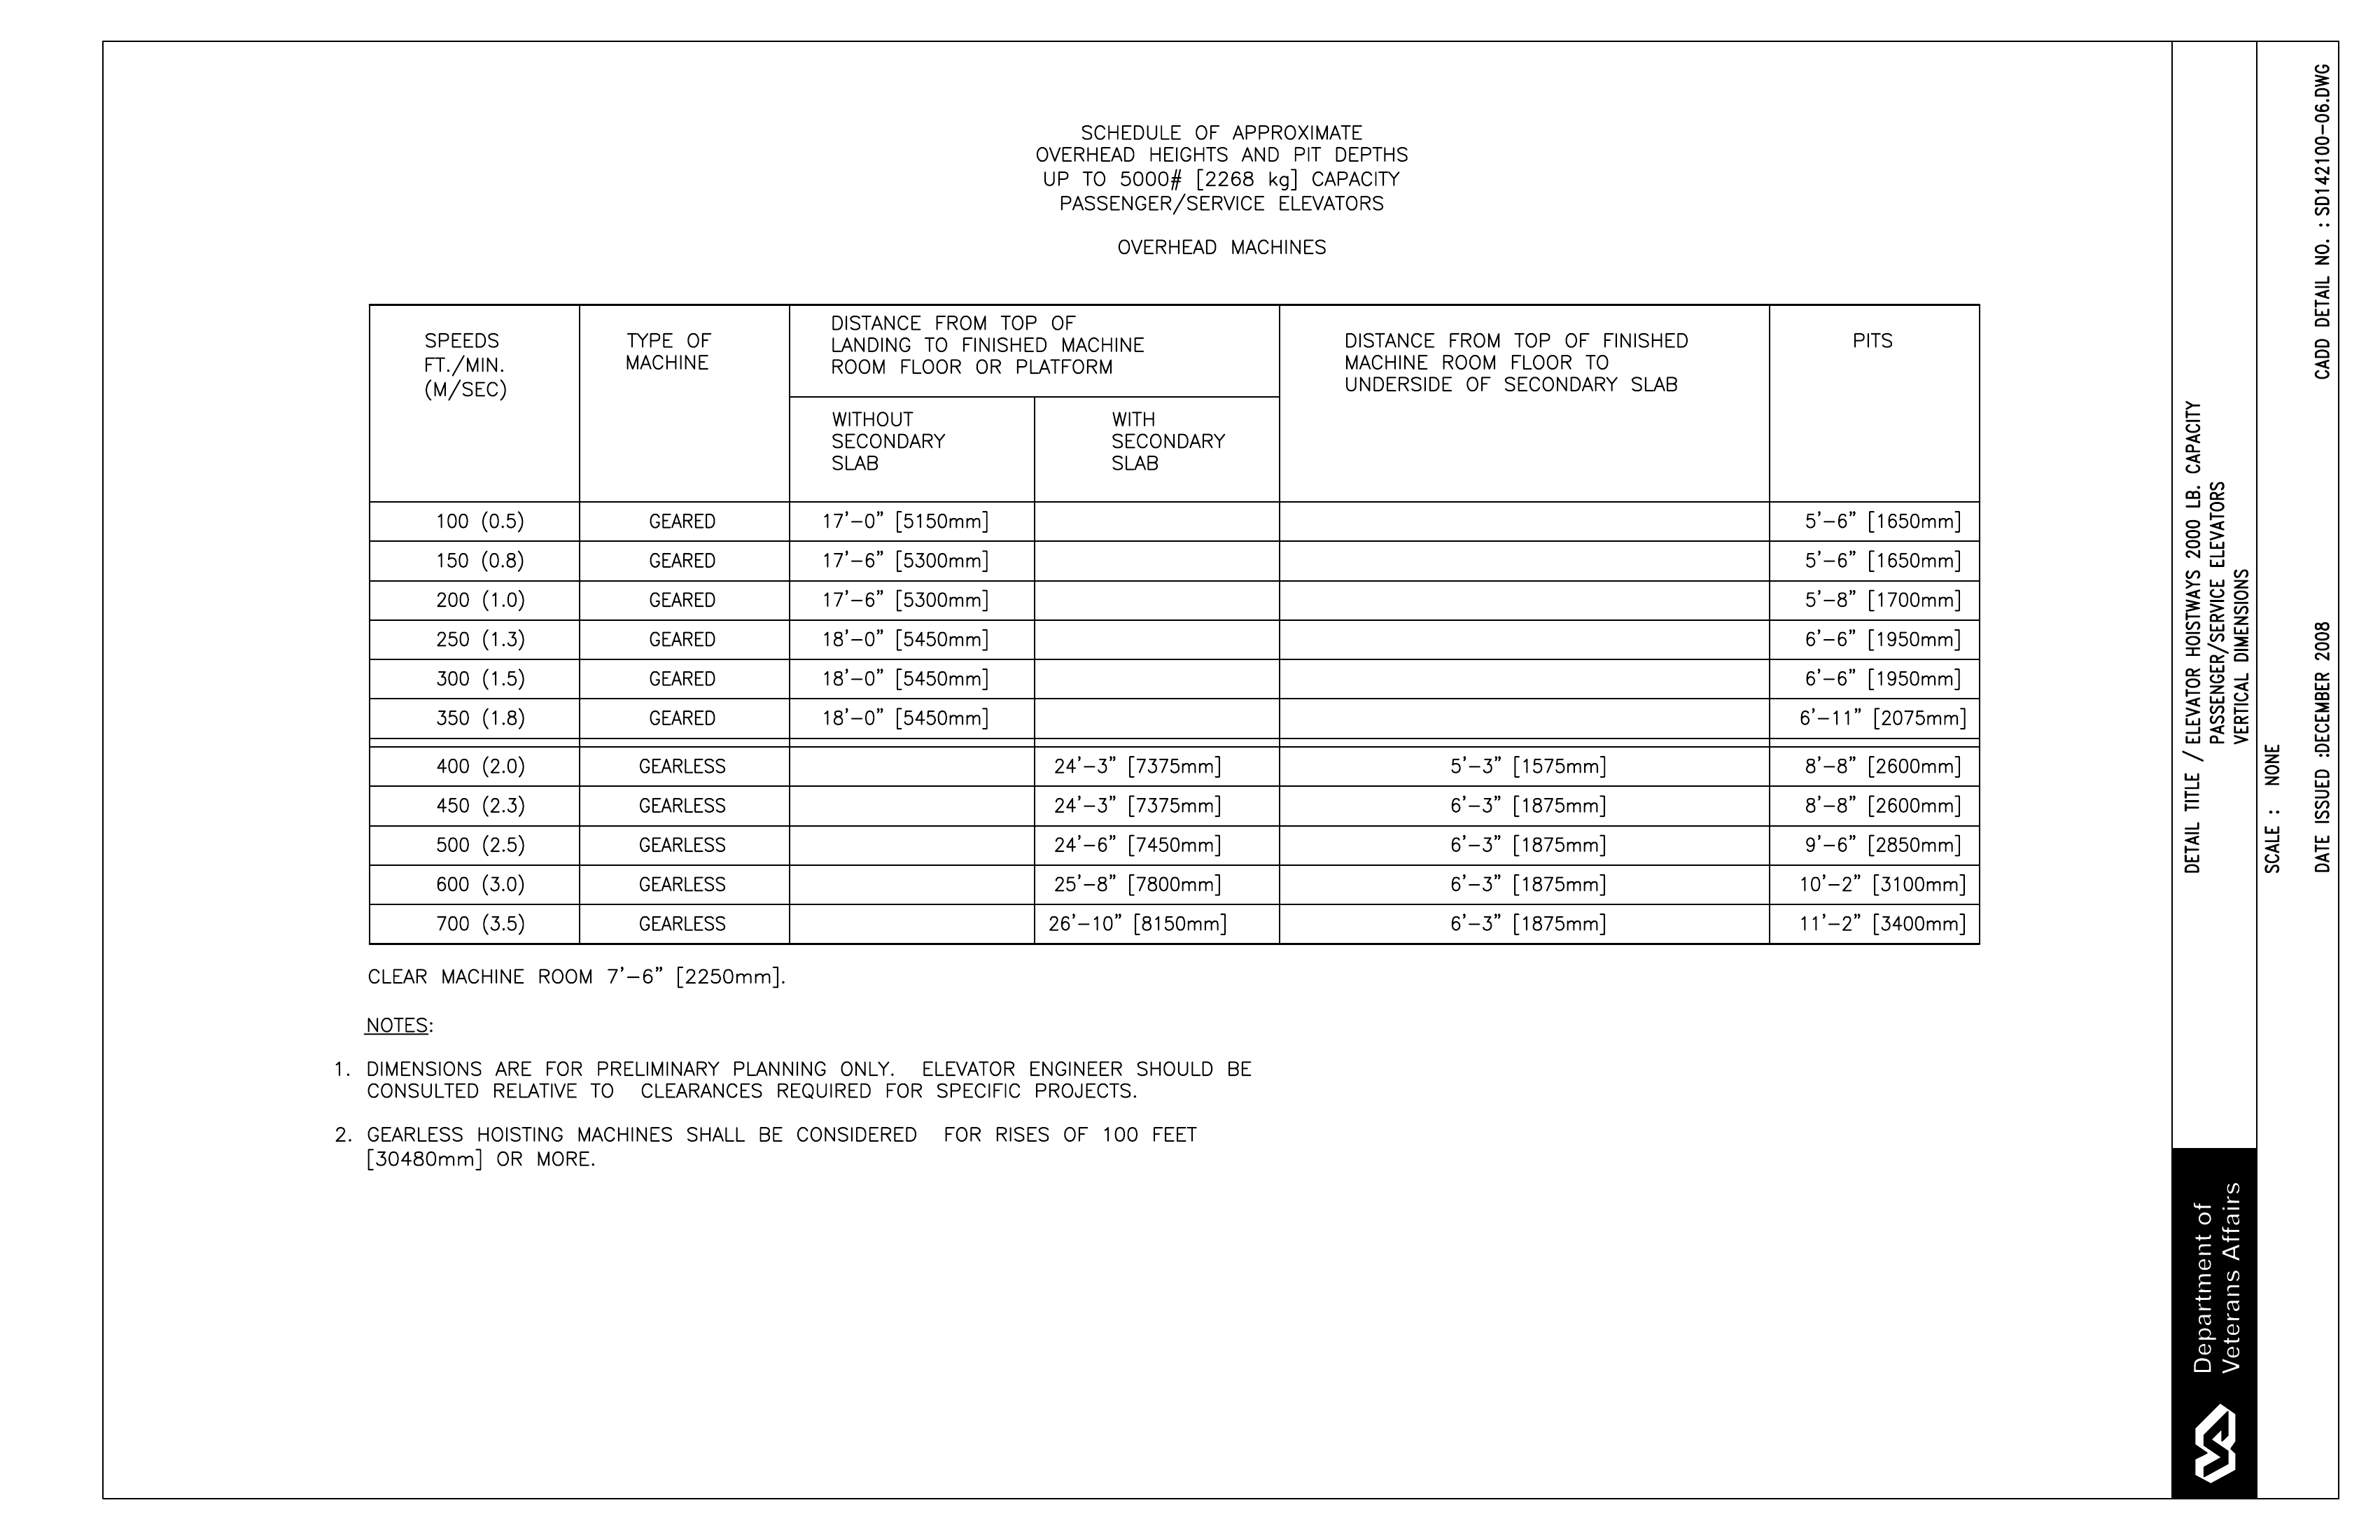 SCHEDULE OF APPROXIMATE
OVERHEAD HEIGHTS AND PIT DEPTHS
UP TO 5000# [2268 kg] CAPACITY
PASSENGER/SERVICE ELEVATORS
OVERHEAD MACHINES
SPEEDS
FT./MIN.
(M/SEC)
TYPE OF
MACHINE
DISTANCE FROM TOP OF
LANDING TO FINISHED MACHINE
ROOM FLOOR OR PLATFORM
WITHOUT
SECONDARY
SLAB
WITH
SECONDARY
SLAB
DISTANCE FROM TOP OF FINISHED
MACHINE ROOM FLOOR TO
UNDERSIDE OF SECONDARY SLAB
PITS
100 (0.5) GEARED 17'-0" [5150mm] 5'-6" [1650mm]
150 (0.8) GEARED 17'-6" [5300mm] 5'-6" [1650mm]
200 (1.0) GEARED 17'-6" [5300mm] 5'-8" [1700mm]
250 (1.3) GEARED 18'-0" [5450mm] 6'-6" [1950mm]
300 (1.5) GEARED 18'-0" [5450mm] 6'-6" [1950mm]
350 (1.8) GEARED 18'-0" [5450mm] 6'-11" [2075mm]
400 (2.0) GEARLESS 24'-3" [7375mm] 5'-3" [1575mm] 8'-8" [2600mm]
450 (2.3) GEARLESS 24'-3" [7375mm] 6'-3" [1875mm] 8'-8" [2600mm]
500 (2.5) GEARLESS 24'-6" [7450mm] 6'-3" [1875mm] 9'-6" [2850mm]
600 (3.0) GEARLESS 25'-8" [7800mm] 6'-3" [1875mm] 10'-2" [3100mm]
700 (3.5) GEARLESS 26'-10" [8150mm] 6'-3" [1875mm] 11'-2" [3400mm]
CLEAR MACHINE ROOM 7'-6" [2250mm].
NOTES:
1. DIMENSIONS ARE FOR PRELIMINARY PLANNING ONLY. ELEVATOR ENGINEER SHOULD BE
CONSULTED RELATIVE TO CLEARANCES REQUIRED FOR SPECIFIC PROJECTS.
2. GEARLESS HOISTING MACHINES SHALL BE CONSIDERED FOR RISES OF 100 FEET
[30480mm] OR MORE.
DETAIL TITLE / ELEVATOR HOISTWAYS 2000 LB. CAPACITY
PASSENGER/SERVICE ELEVATORS
VERTICAL DIMENSIONS
SCALE : NONE
DATE ISSUED :DECEMBER 2008
CADD DETAIL NO. : SD142100-06.DWG
Department of
Veterans Affairs